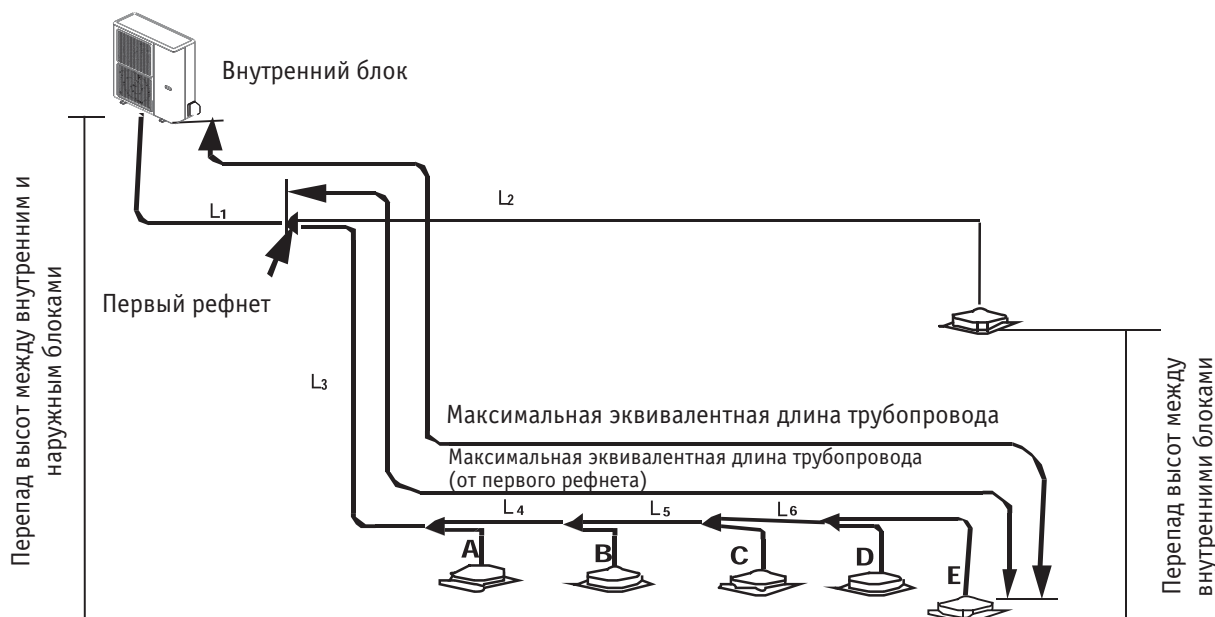 Внутренний блок
L2
L1
Первый рефнет
Перепад высот между внутренним и
наружным блоками
L3
Максимальная эквивалентная длина трубопровода
Максимальная эквивалентная длина трубопровода
(от первого рефнета)
L4
L5
L6
A
B
C
D
E
Перепад высот между
внутренними блоками